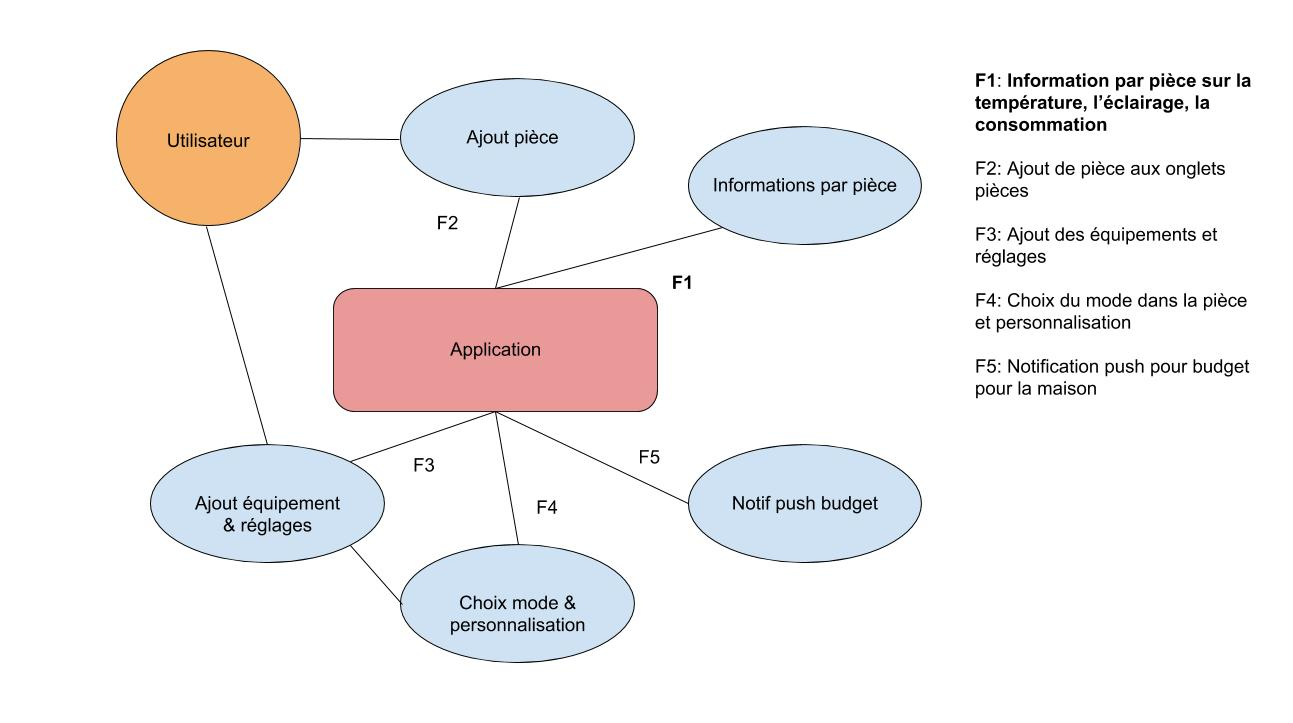 Utilisateur
Ajout pièce
Informations par pièce
F2
F1
Application
F3
F4
F5
Ajout équipement
& réglages
Notif push budget
Choix mode &
personnalisation
F1: Information par pièce sur la
température, l’éclairage, la
consommation
F2: Ajout de pièce aux onglets
pièces
F3: Ajout des équipements et
réglages
F4: Choix du mode dans la pièce
et personnalisation
F5: Notification push pour budget
pour la maison